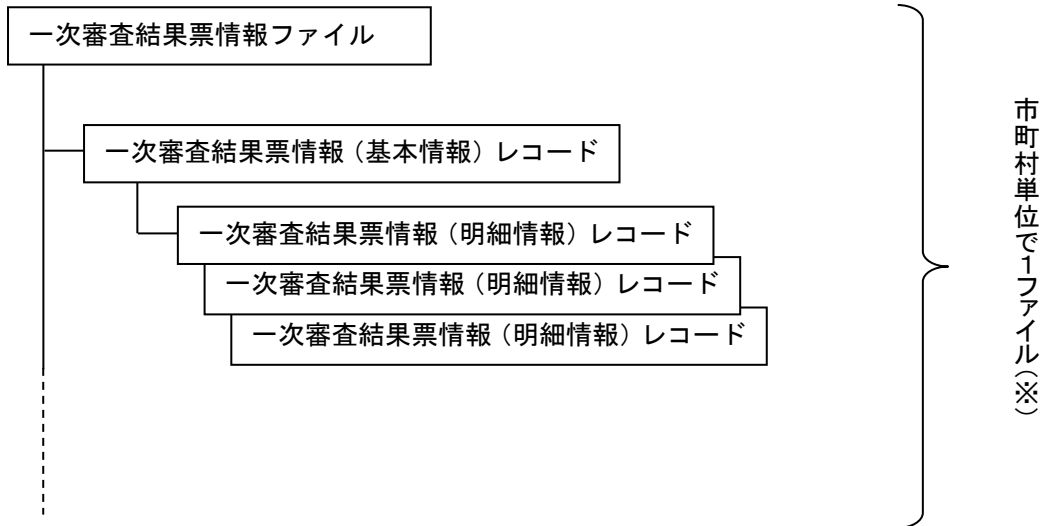 一次審査結果票情報ファイル
一次審査結果票情報（基本情報）レコード
一次審査結果票情報（明細情報）レコード
一次審査結果票情報（明細情報）レコード
一次審査結果票情報（明細情報）レコード
市町村単位で1ファイル（※）